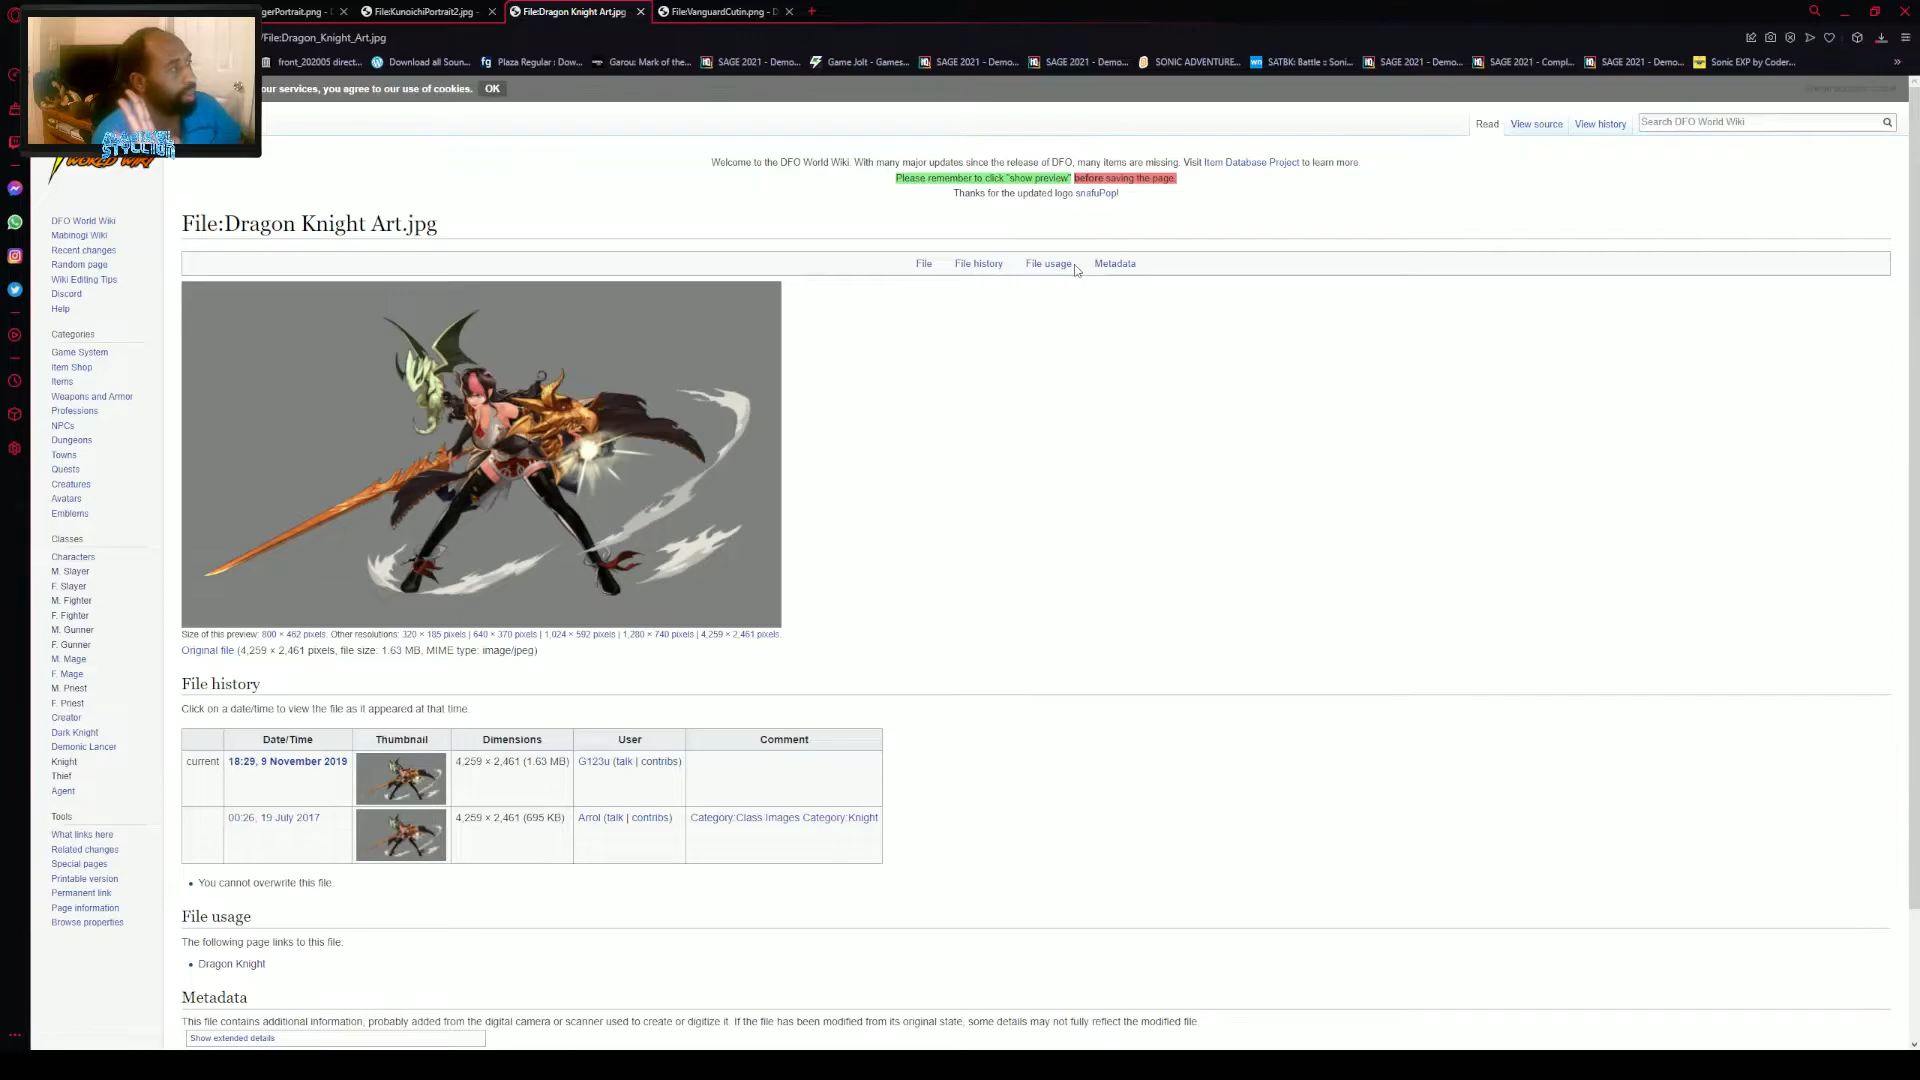 gerPortrait.png -
File:KunoichiPortrait2.jpg -
File:Dragon Knight Art.jpg
File:VanguardCutin.png - D
/File:Dragon_Knight_Art.jpg
front_202005 direct...
Download all Soun...
Plaza Regular : Dow...
Garou: Mark of the...
SAGE 2021 - Demo...
Game Jolt - Games...
SAGE 2021 - Demo...
SAGE 2021 - Demo...
SONIC ADVENTURE...
SATBK: Battle :: Soni...
SAGE 2021 - Demo...
SAGE 2021 - Compl...
SAGE 2021 - Demo...
Sonic EXP by Coder...
our services, you agree to our use of cookies. OK
STYLLION
WORLD WIKI
Read View source View history Search DFO World Wiki
Welcome to the DFO World Wiki. With many major updates since the release of DFO, many items are missing. Visit Item Database Project to learn more.
Please remember to click "show preview" before saving the page.
Thanks for the updated logo snafuPop!
DFO World Wiki
Mabinogi Wiki
Recent changes
Random page
Wiki Editing Tips
Discord
Help
Categories
Game System
Item Shop
Items
Weapons and Armor
Professions
NPCs
Dungeons
Towns
Quests
Creatures
Avatars
Emblems
Classes
Characters
M. Slayer
F. Slayer
M. Fighter
F. Fighter
M. Gunner
F. Gunner
M. Mage
F. Mage
M. Priest
F. Priest
Creator
Dark Knight
Demonic Lancer
Knight
Thief
Agent
Tools
What links here
Related changes
Special pages
Printable version
Permanent link
Page information
Browse properties
File:Dragon Knight Art.jpg
File File history File usage Metadata
Size of this preview: 800 × 462 pixels. Other resolutions: 320 × 185 pixels | 640 × 370 pixels | 1,024 × 592 pixels | 1,280 × 740 pixels | 4,259 × 2,461 pixels.
Original file (4,259 × 2,461 pixels, file size: 1.63 MB, MIME type: image/jpeg)
File history
Click on a date/time to view the file as it appeared at that time.
Date/Time Thumbnail Dimensions User Comment
current 18:29, 9 November 2019 4,259 × 2,461 (1.63 MB) G123u (talk | contribs)
00:26, 19 July 2017 4,259 × 2,461 (695 KB) Arrol (talk | contribs) Category:Class Images Category:Knight
You cannot overwrite this file.
File usage
The following page links to this file:
Dragon Knight
Metadata
This file contains additional information, probably added from the digital camera or scanner used to create or digitize it. If the file has been modified from its original state, some details may not fully reflect the modified file.
Show extended details